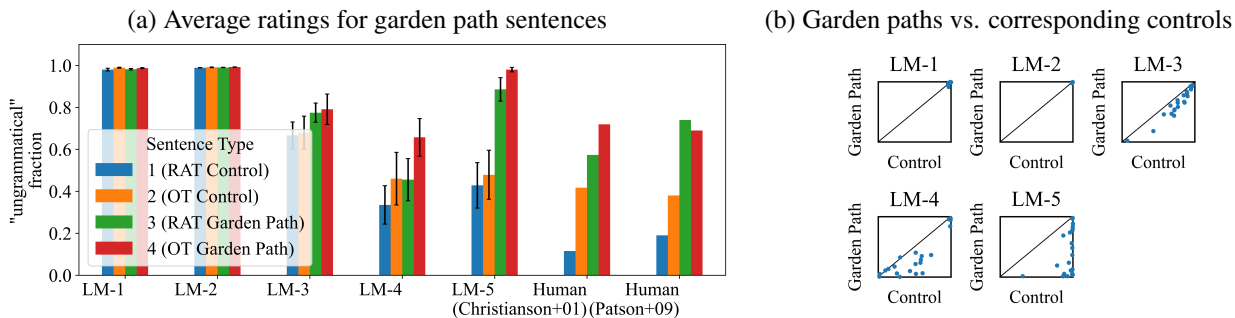 (a) Average ratings for garden path sentences
"ungrammatical"
fraction
1.0
0.8
0.6
0.4
0.2
0.0
Sentence Type
1 (RAT Control)
2 (OT Control)
3 (RAT Garden Path)
4 (OT Garden Path)
LM-1
LM-2
LM-3
LM-4
LM-5
Human
(Christianson+01)
Human
(Patson+09)
(b) Garden paths vs. corresponding controls
LM-1
Garden Path
Control
LM-2
Garden Path
Control
LM-3
Garden Path
Control
LM-4
Garden Path
Control
LM-5
Garden Path
Control